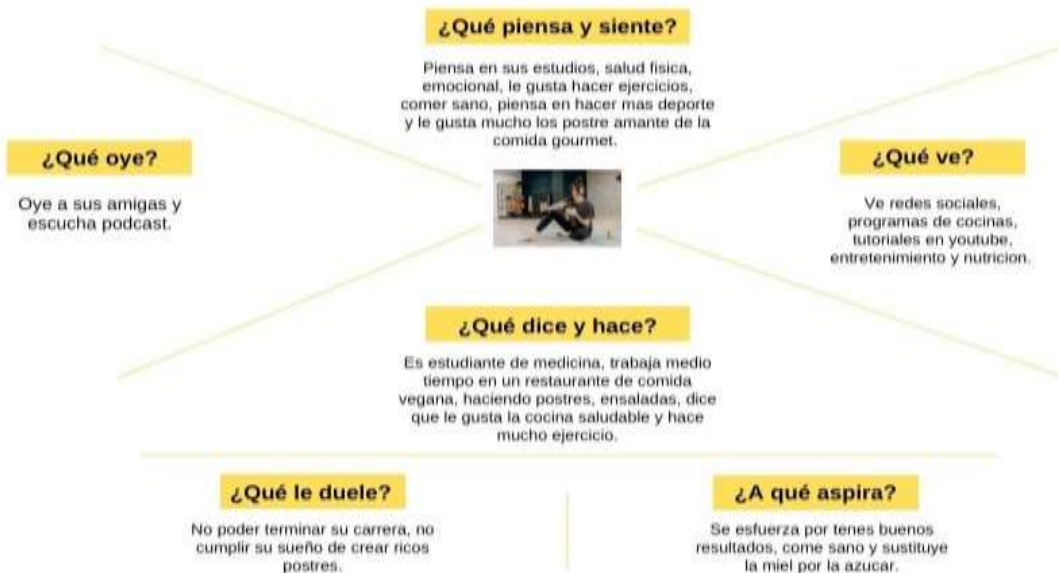 ¿Qué piensa y siente?
Piensa en sus estudios, salud fisica,
emocional, le gusta hacer ejercicios,
comer sano, piensa en hacer mas deporte
y le gusta mucho los postre amante de la
comida gourmet.
¿Qué oye?
Oye a sus amigas y
escucha podcast.
¿Qué ve?
Ve redes sociales,
programas de cocinas,
tutoriales en youtube,
entretenimiento y nutricion.
¿Qué dice y hace?
Es estudiante de medicina, trabaja medio
tiempo en un restaurante de comida
vegana, haciendo postres, ensaladas, dice
que le gusta la cocina saludable y hace
mucho ejercicio.
¿Qué le duele?
No poder terminar su carrera, no
cumplir su sueño de crear ricos
postres.
¿A qué aspira?
Se esfuerza por tenes buenos
resultados, come sano y sustituye
la miel por la azucar.